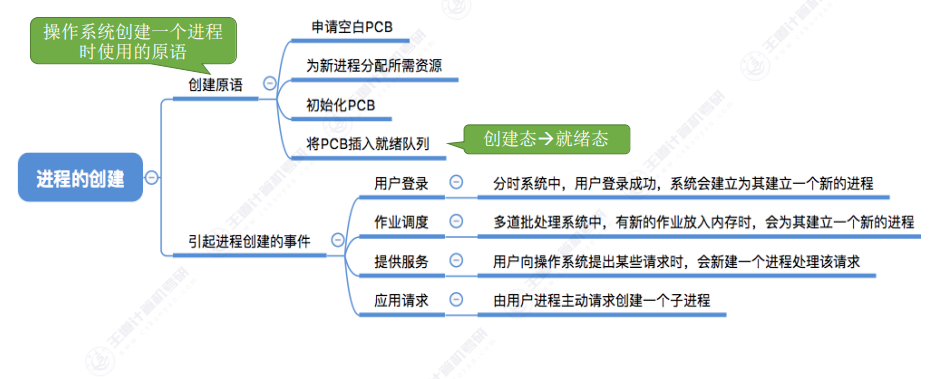 操作系统创建一个进程
时使用的原语
申请空白PCB
为新进程分配所需资源
创建原语
初始化PCB
将PCB插入就绪队列
创建态→就绪态
进程的创建
用户登录
分时系统中，用户登录成功，系统会建立为其建立一个新的进程
作业调度
多道批处理系统中，有新的作业放入内存时，会为其建立一个新的进程
引起进程创建的事件
提供服务
用户向操作系统提出某些请求时，会新建一个进程处理该请求
应用请求
由用户进程主动请求创建一个子进程
王道计算机考研